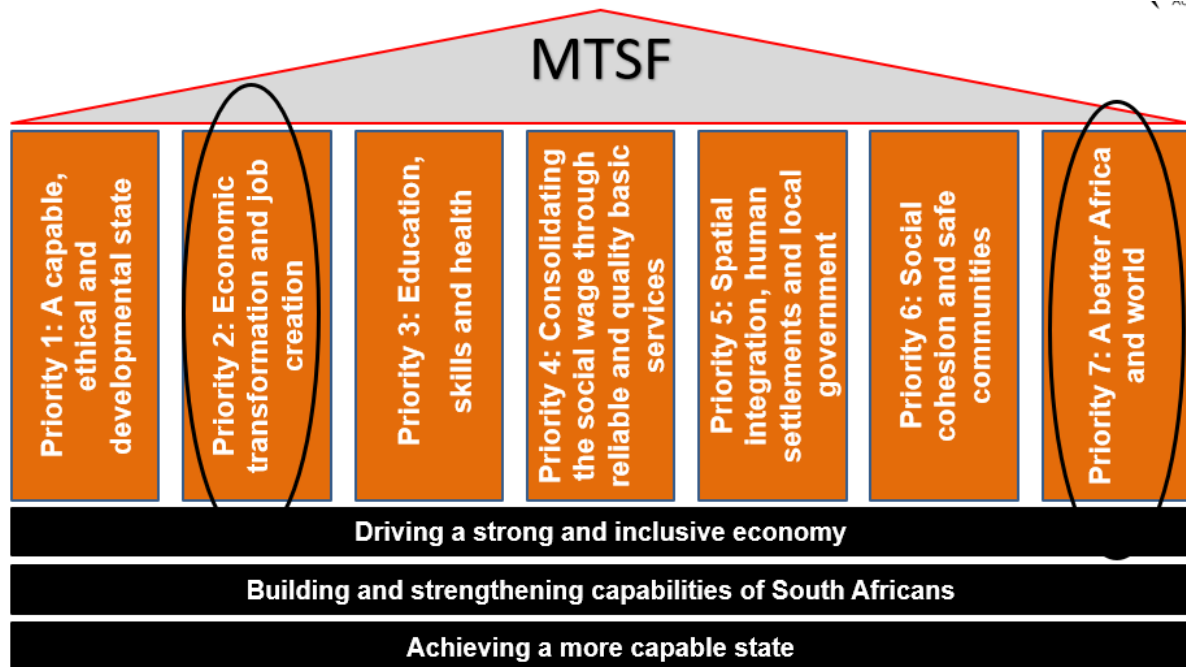 MTSF
Priority 1: A capable,
ethical and
developmental state
Priority 2: Economic
transformation and job
creation
Priority 3: Education,
skills and health
Priority 4: Consolidating
the social wage through
reliable and quality basic
services
Priority 5: Spatial
integration, human
settlements and local
government
Priority 6: Social
cohesion and safe
communities
Priority 7: A better Africa
and world
Driving a strong and inclusive economy
Building and strengthening capabilities of South Africans
Achieving a more capable state